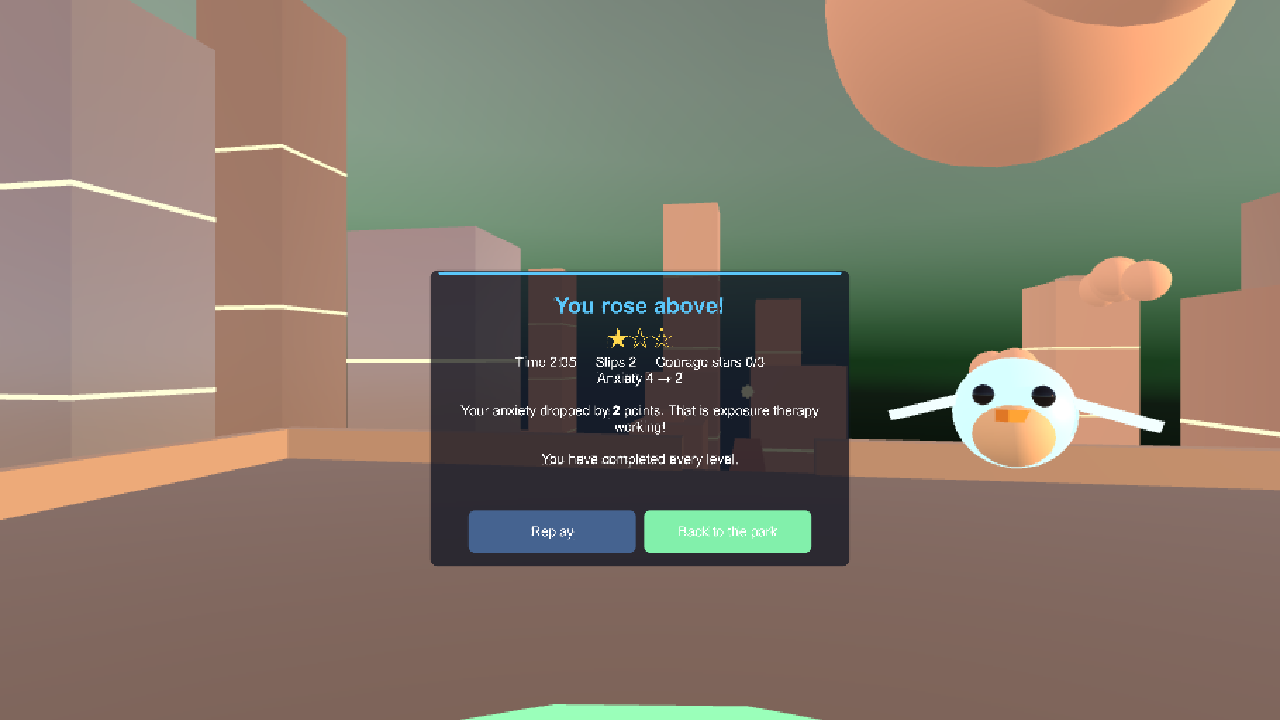 You rose above!
★☆☆
Time 2:35 Slips 2 Courage stars 0/3
Anxiety 4 → 2
Your anxiety dropped by 2 points. That is exposure therapy
working!
You have completed every level.
Replay
Back to the park